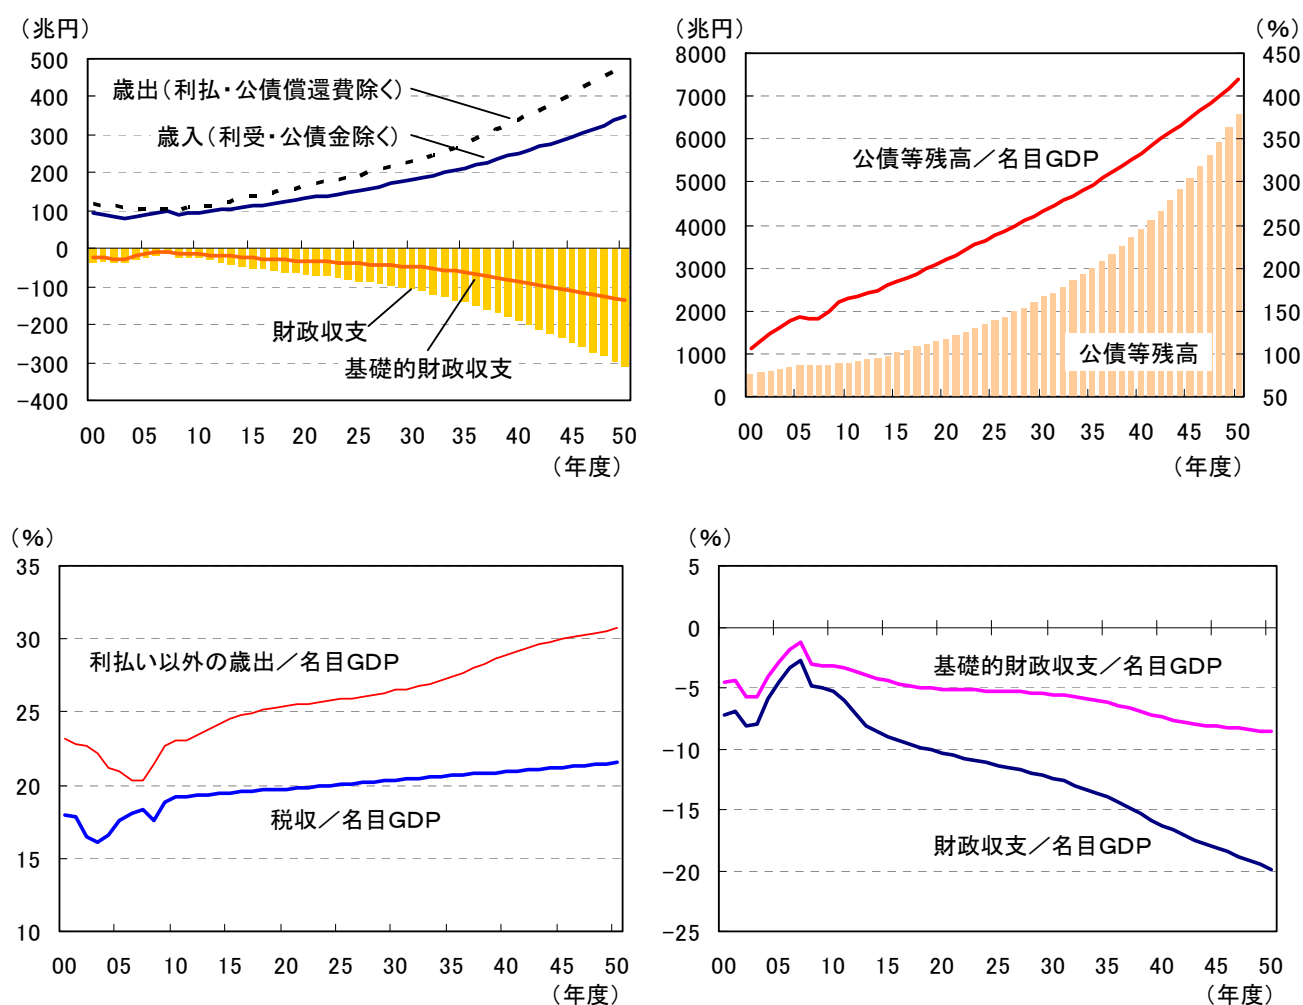 （兆円）
500
400
300
200
100
0
-100
-200
-300
-400
歳出（利払・公債償還費除く）
歳入（利受・公債金除く）
財政収支
基礎的財政収支
00 05 10 15 20 25 30 35 40 45 50
（年度）
（兆円）
（%）
8000
7000
6000
5000
4000
3000
2000
1000
0
450
400
350
300
250
200
150
100
50
公債等残高／名目GDP
公債等残高
00 05 10 15 20 25 30 35 40 45 50
（年度）
（%）
35
30
25
20
15
10
利払い以外の歳出／名目GDP
税収／名目GDP
00 05 10 15 20 25 30 35 40 45 50
（年度）
（%）
5
0
-5
-10
-15
-20
-25
基礎的財政収支／名目GDP
財政収支／名目GDP
00 05 10 15 20 25 30 35 40 45 50
（年度）